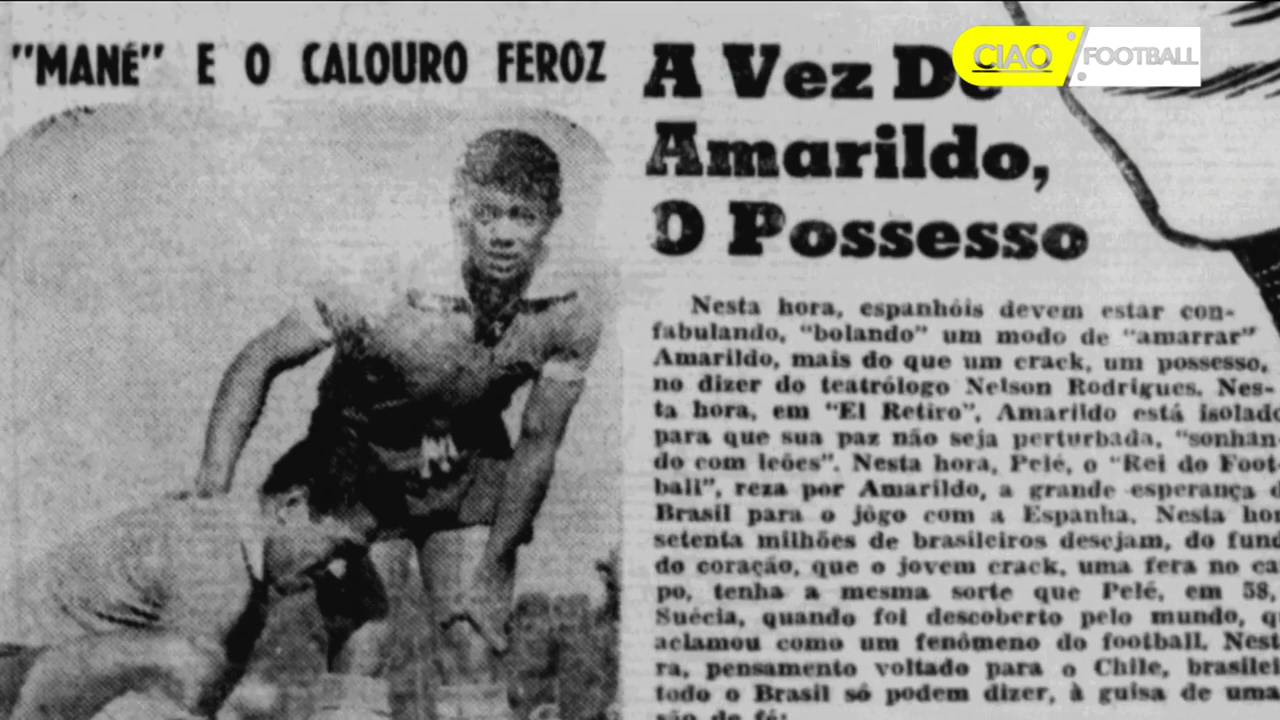 "MANÉ" E O CALOURO FEROZ
A Vez Do
Amarildo,
O Possesso
CIAO FOOTBALL
Nesta hora, espanhóis devem estar con-
fabulando, "bolando" um modo de "amarrar"
Amarildo, mais do que um crack, um possesso,
no dizer do teatrólogo Nelson Rodrigues. Nes-
ta hora, em "El Retiro", Amarildo está isolado
para que sua paz não seja perturbada, "sonhan-
do com leões". Nesta hora, Pelé, o "Rei do Foot-
ball", reza por Amarildo, a grande esperança d
Brasil para o jôgo com a Espanha. Nesta hor
setenta milhões de brasileiros desejam, do fund
do coração, que o jovem crack, uma fera no ca
po, tenha a mesma sorte que Pelé, em 58,
Suécia, quando foi descoberto pelo mundo, q
aclamou como um fenômeno do football. Nest
ra, pensamento voltado para o Chile, brasilei
todo o Brasil só podem dizer, à guisa de uma
são de fé: